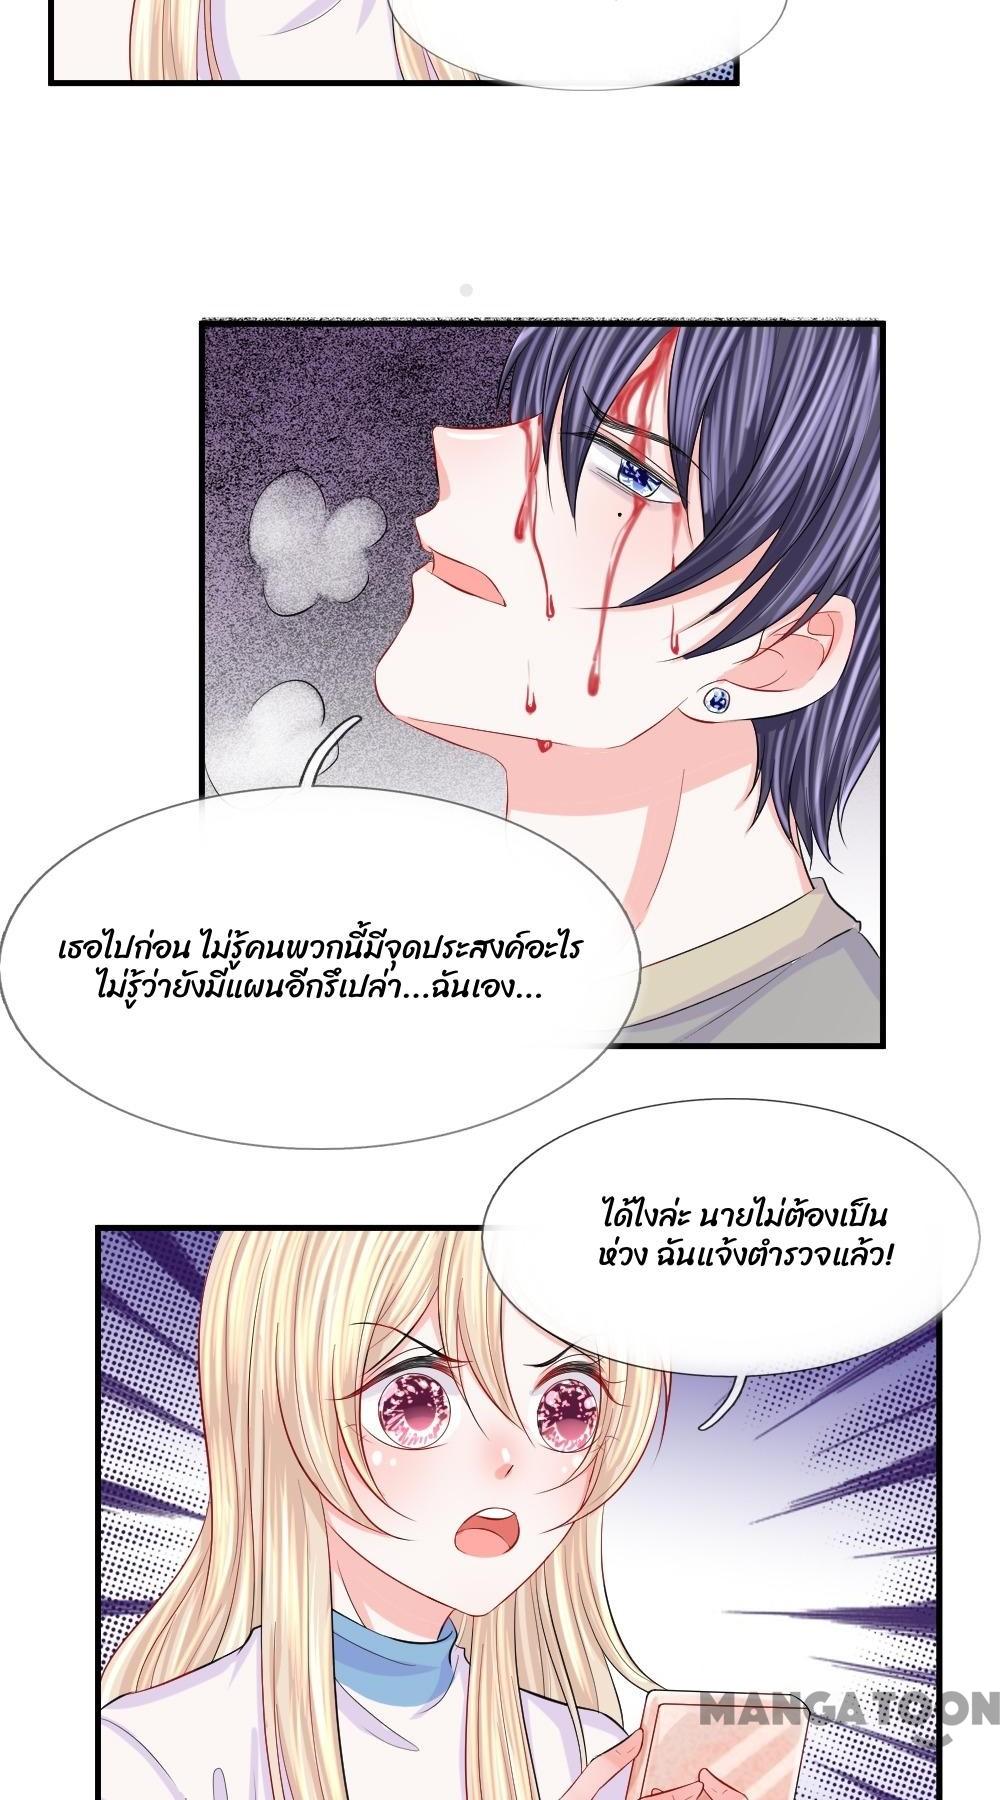 เธอไปก่อน ไม่รู้คนพวกนี้มีจุดประสงค์อะไร
ไม่รู้ว่ายังมีแผนอีกรึเปล่า...ฉันเอง...
ได้ไงล่ะ นายไม่ต้องเป็น
ห่วง ฉันแจ้งตำรวจแล้ว!
MANGATOON